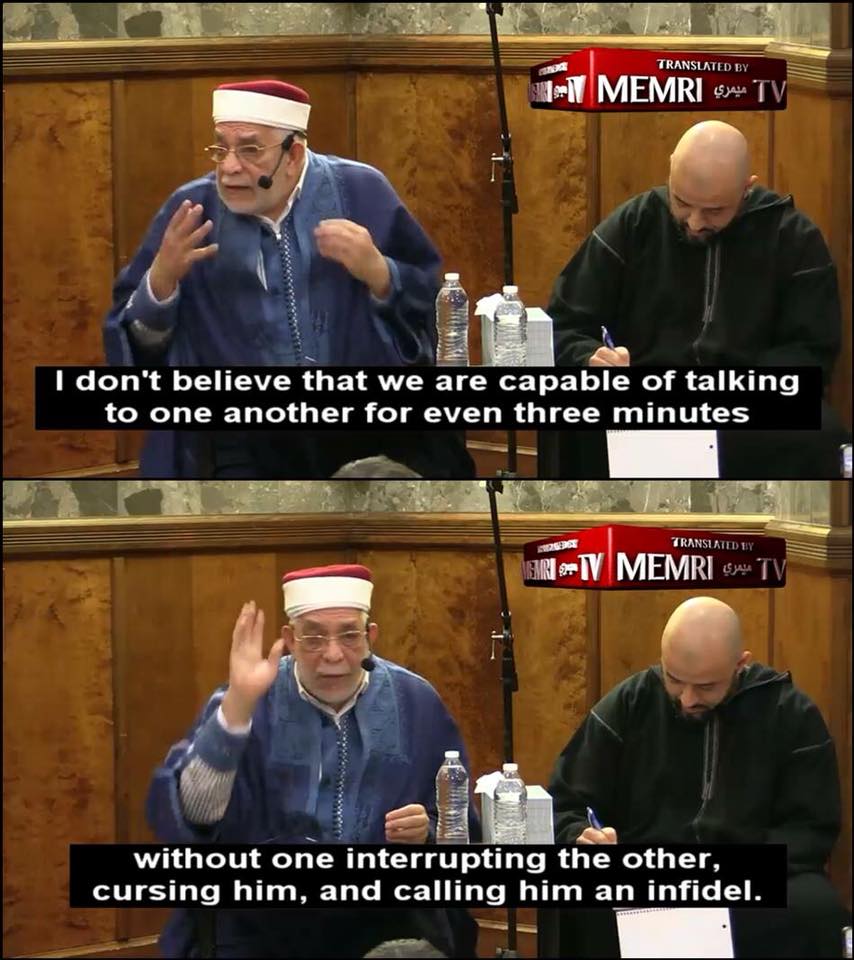 TRANSLATED BY
MEMRI ميمري TV
I don't believe that we are capable of talking
to one another for even three minutes
TRANSLATED BY
MEMRI ميمري TV
without one interrupting the other,
cursing him, and calling him an infidel.